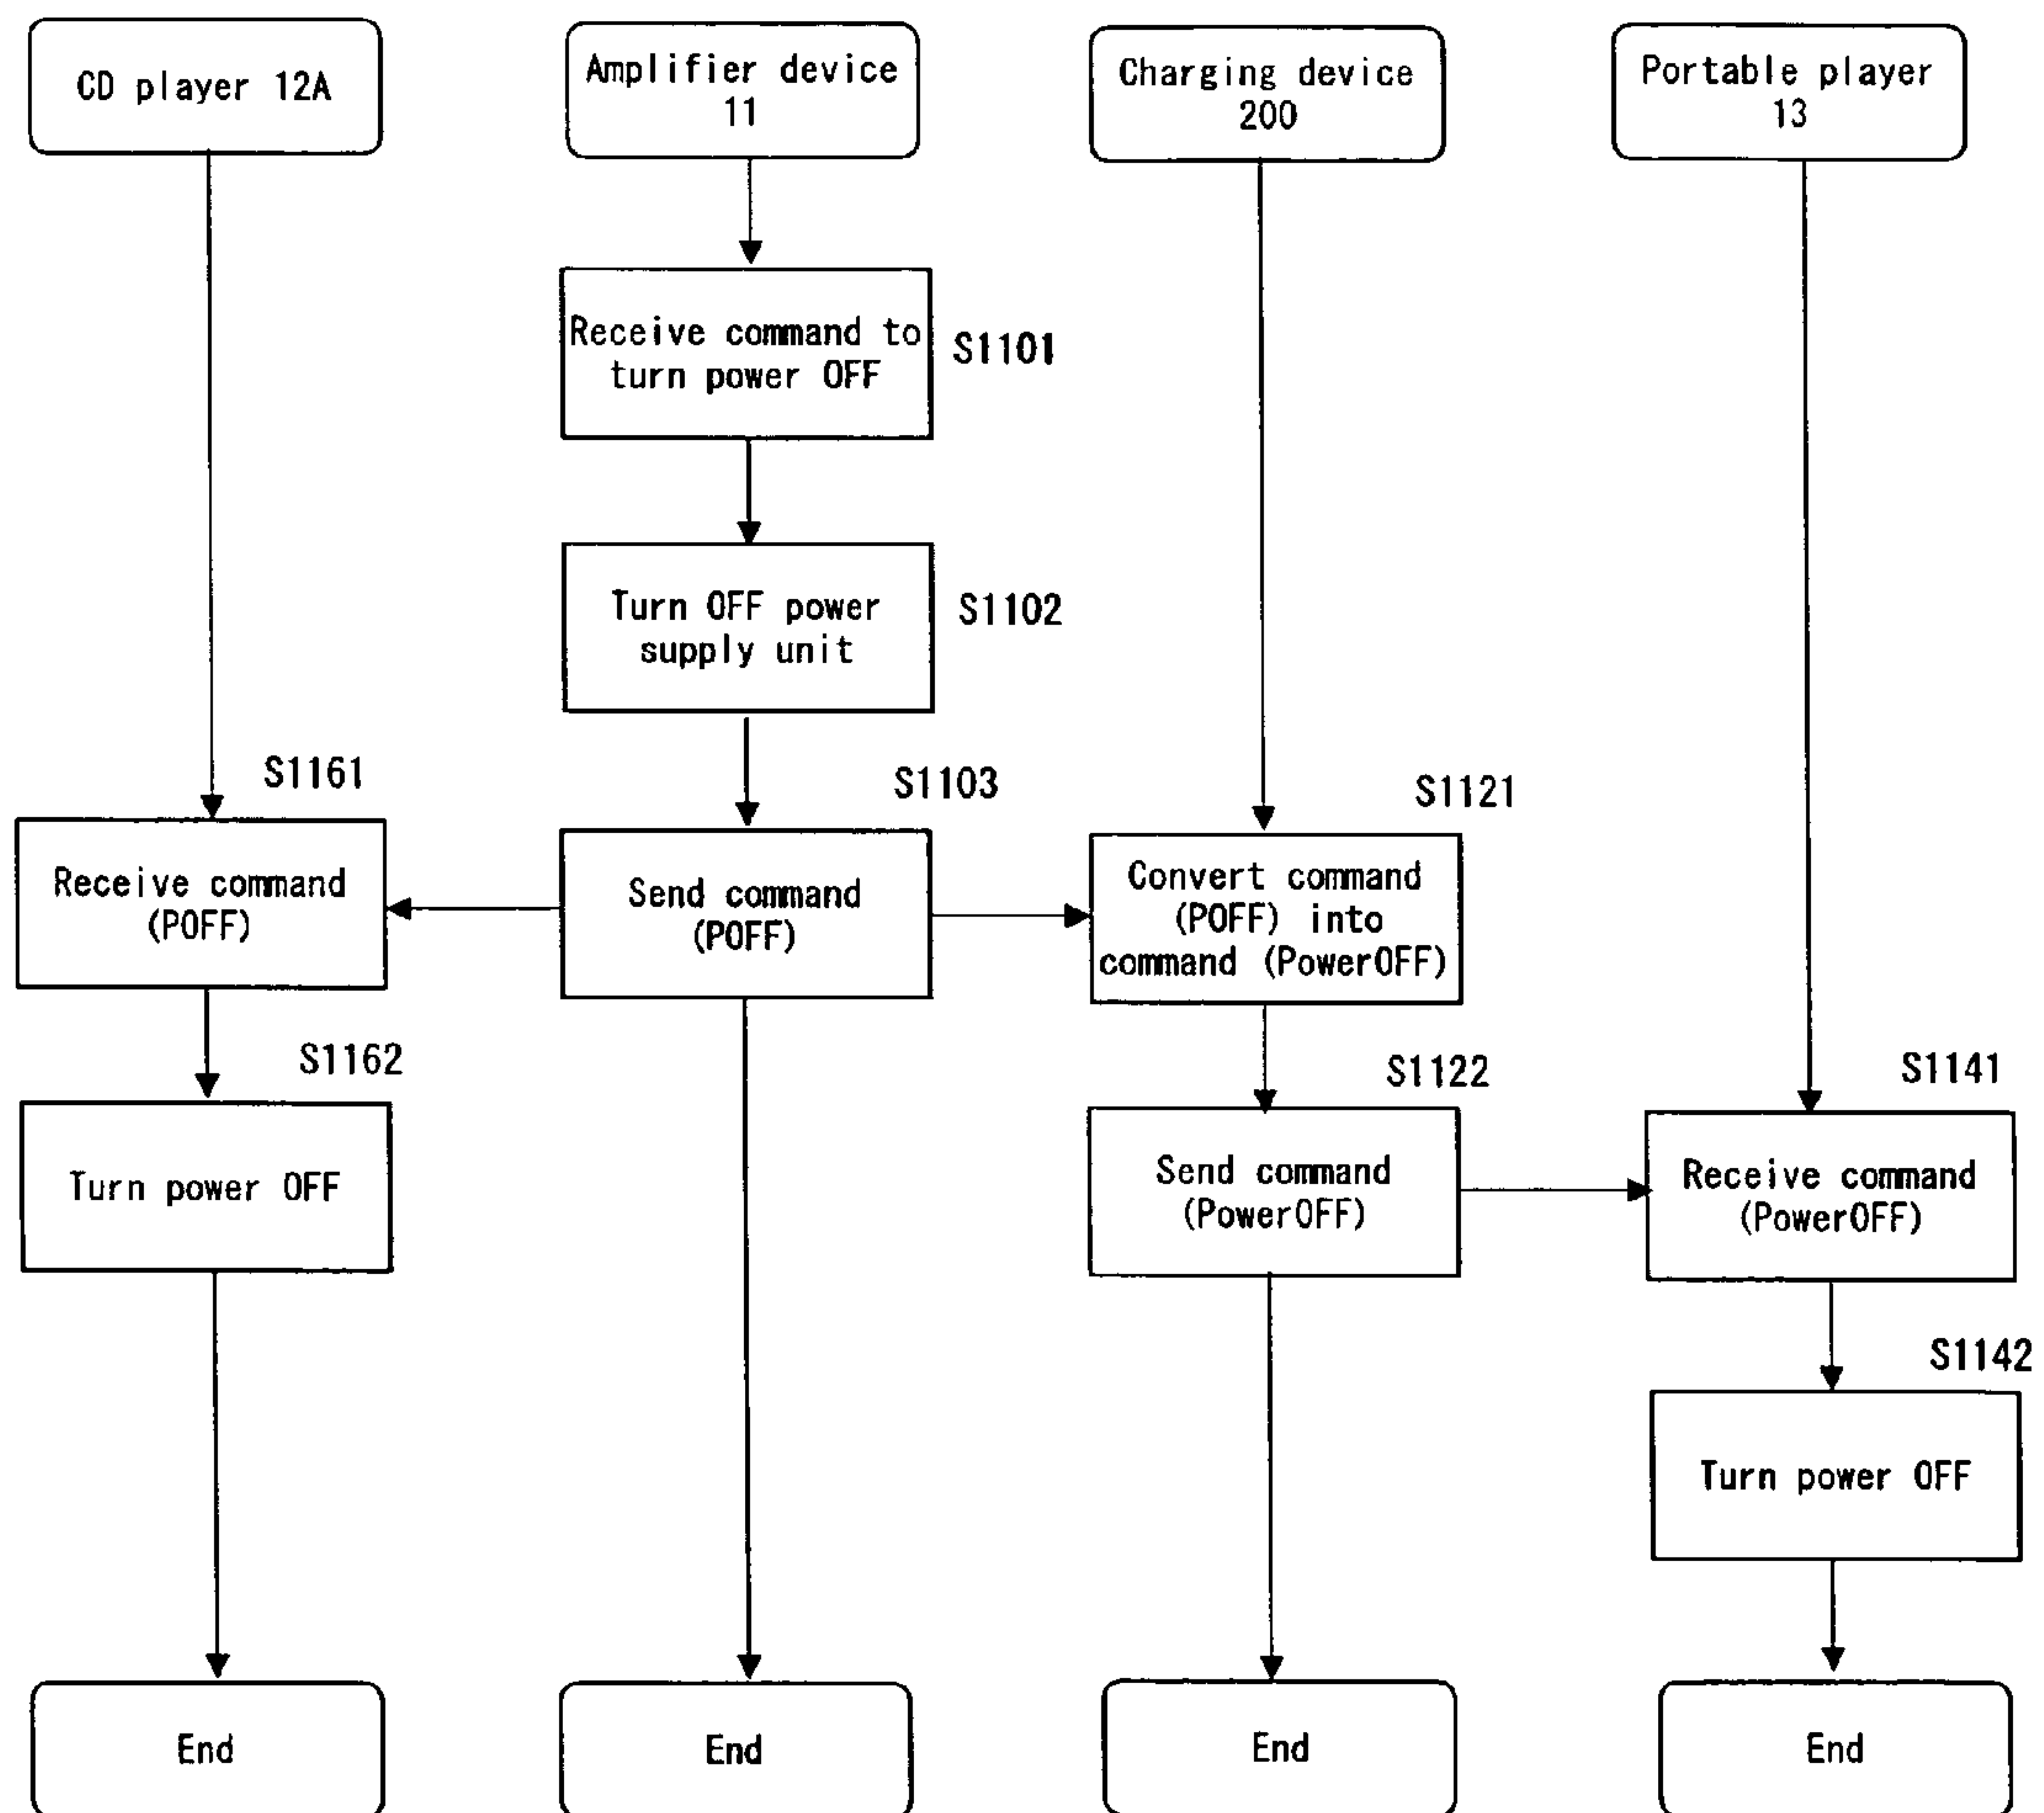 CD player 12A
Amplifier device
11
Charging device
200
Portable player
13
Receive command to
turn power OFF
S1101
Turn OFF power
supply unit
S1102
S1161
S1103
S1121
Receive command
(POFF)
Send command
(POFF)
Convert command
(POFF) into
command (PowerOFF)
S1162
S1122
S1141
Turn power OFF
Send command
(PowerOFF)
Receive command
(PowerOFF)
S1142
Turn power OFF
End
End
End
End